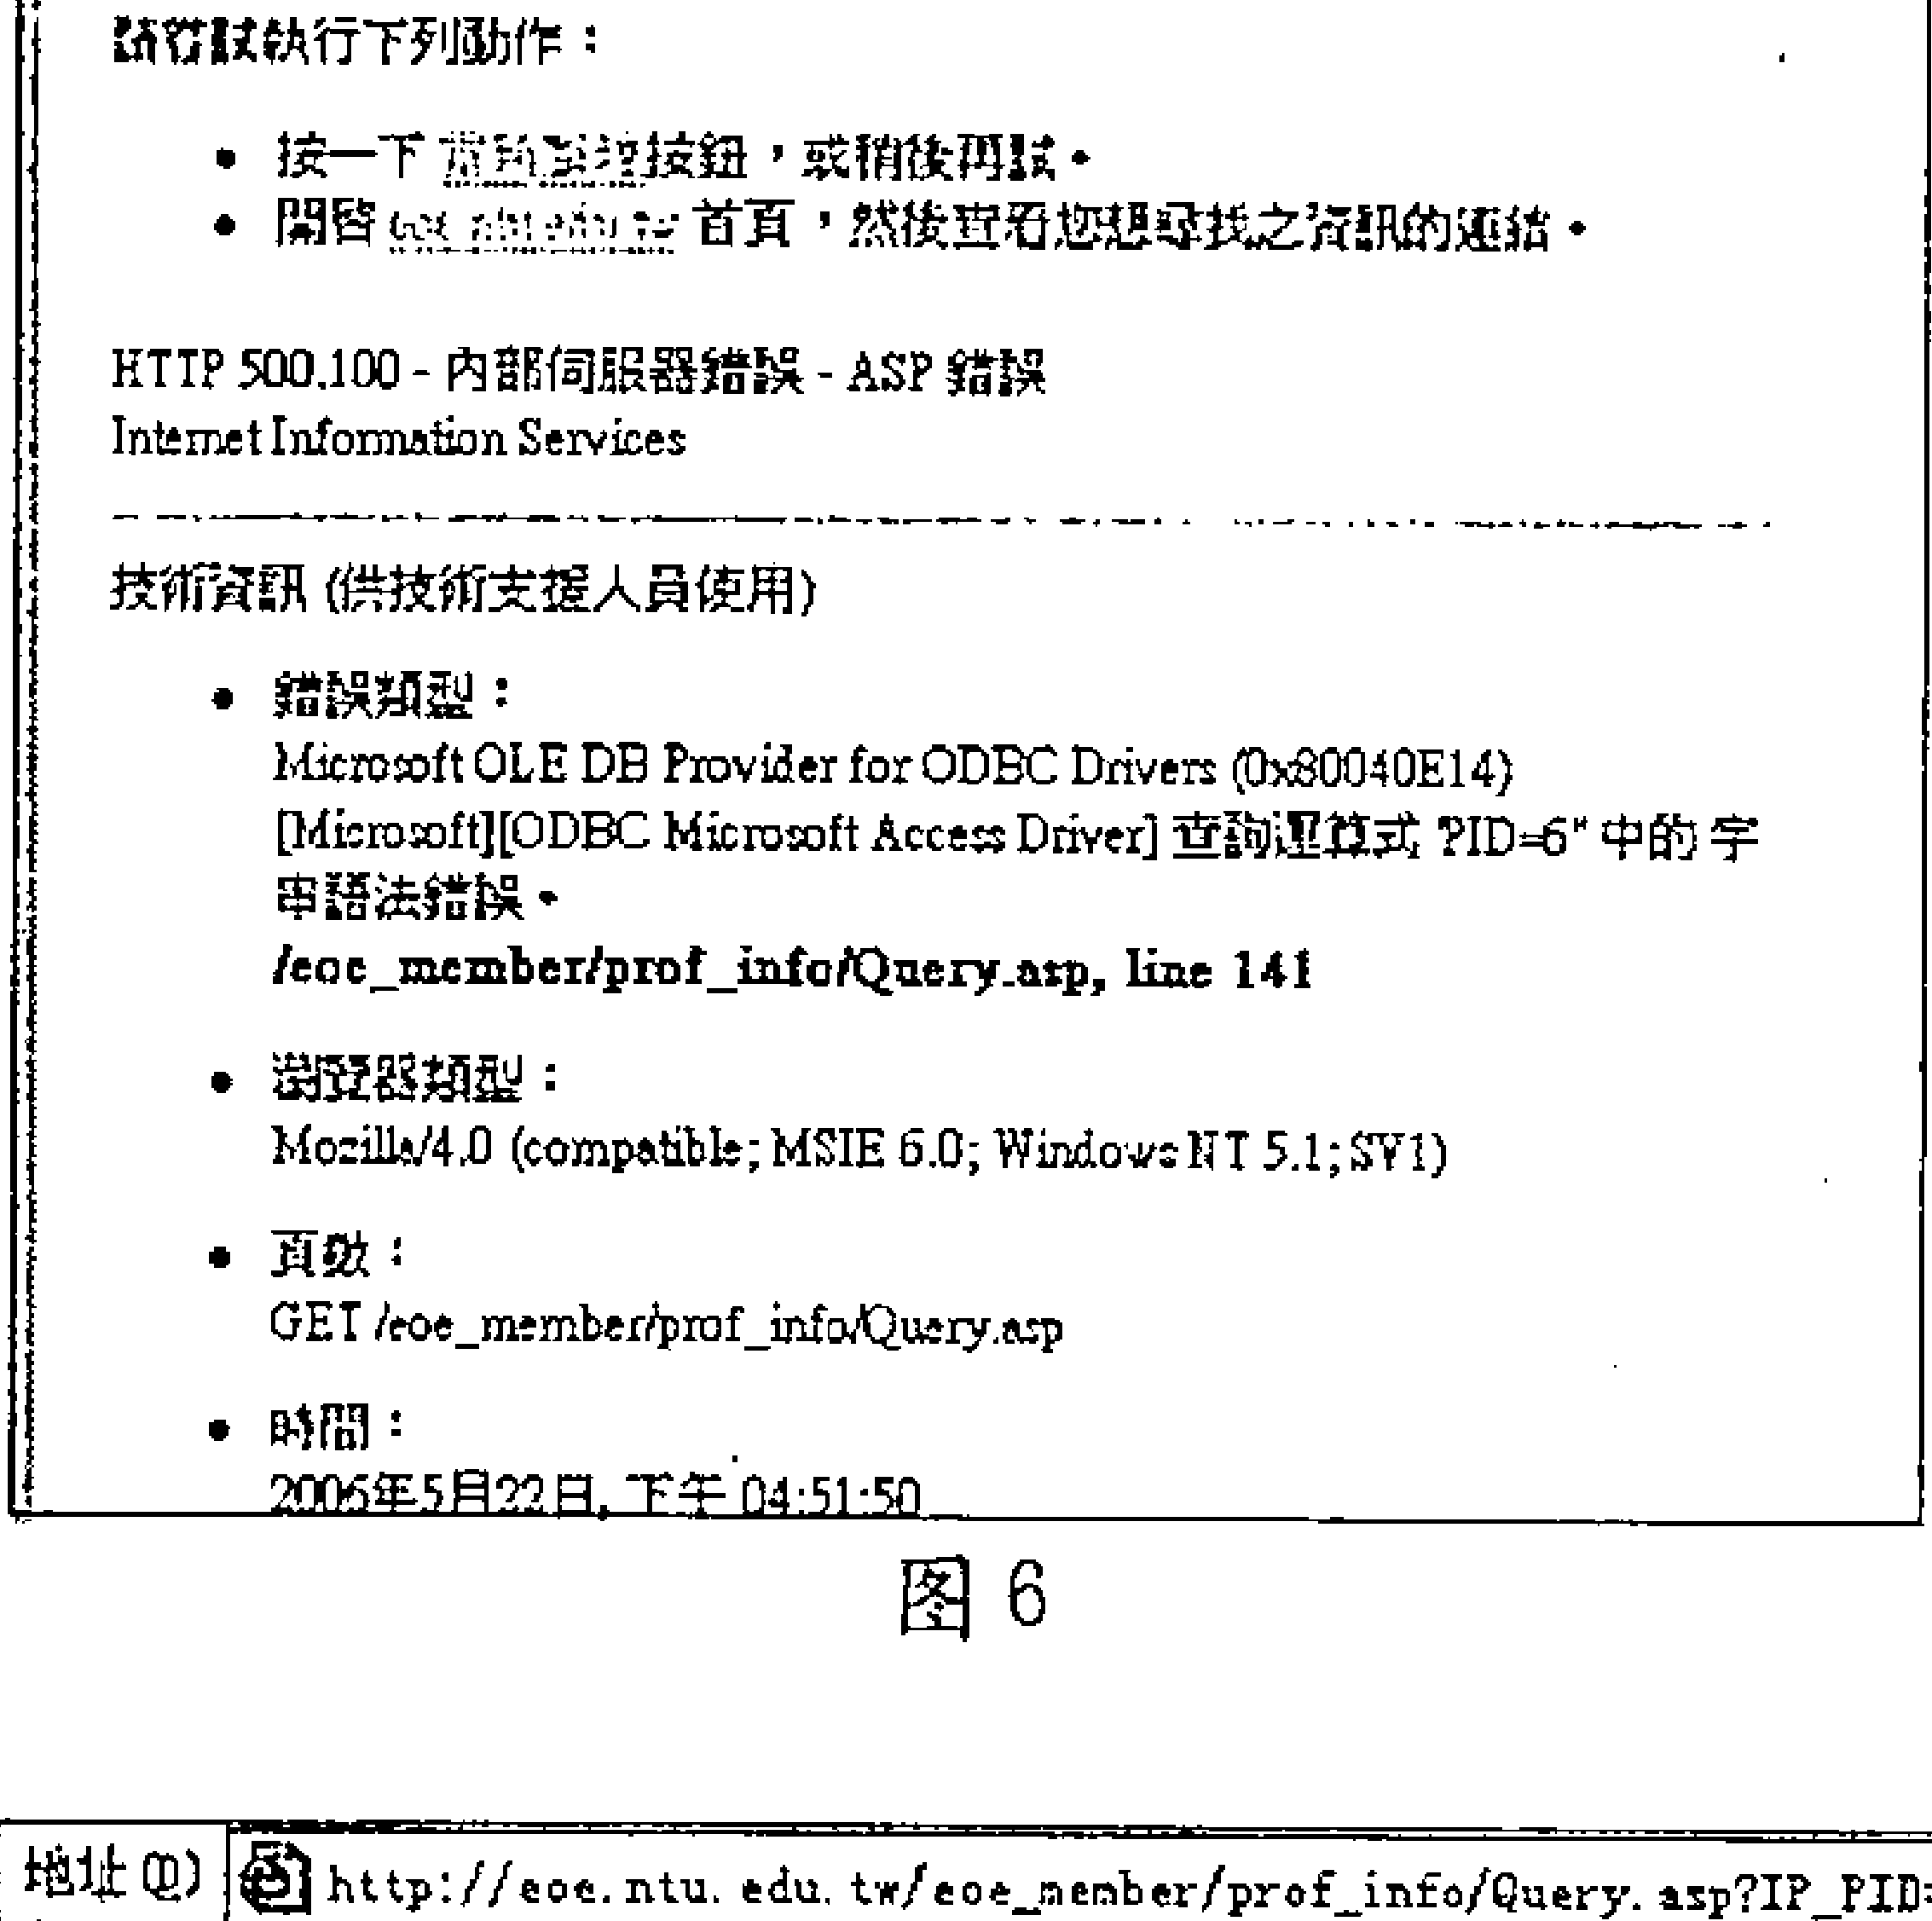 請嘗試執行下列動作：
• 按一下 重新整理按鈕，或稍後再試。
• 開啓 首頁，然後查看您想尋找之資訊的連結。
HTTP 500.100 - 內部伺服器錯誤 - ASP 錯誤
Internet Information Services
技術資訊 (供技術支援人員使用)
• 錯誤類型：
Microsoft OLE DB Provider for ODBC Drivers (0x80040E14)
[Microsoft][ODBC Microsoft Access Driver] 查詢運算式 'PID=6" 中的 字
串語法錯誤。
/eoe_member/prof_info/Query.asp, line 141
• 瀏覽器類型：
Mozilla/4.0 (compatible; MSIE 6.0; Windows NT 5.1; SV1)
• 頁數：
GET /eoe_member/prof_info/Query.asp
• 時間：
2006年5月22日, 下午 04:51:50
图 6
地址(D) http://eoe.ntu.edu.tw/eoe_member/prof_info/Query.asp?IP_PID=